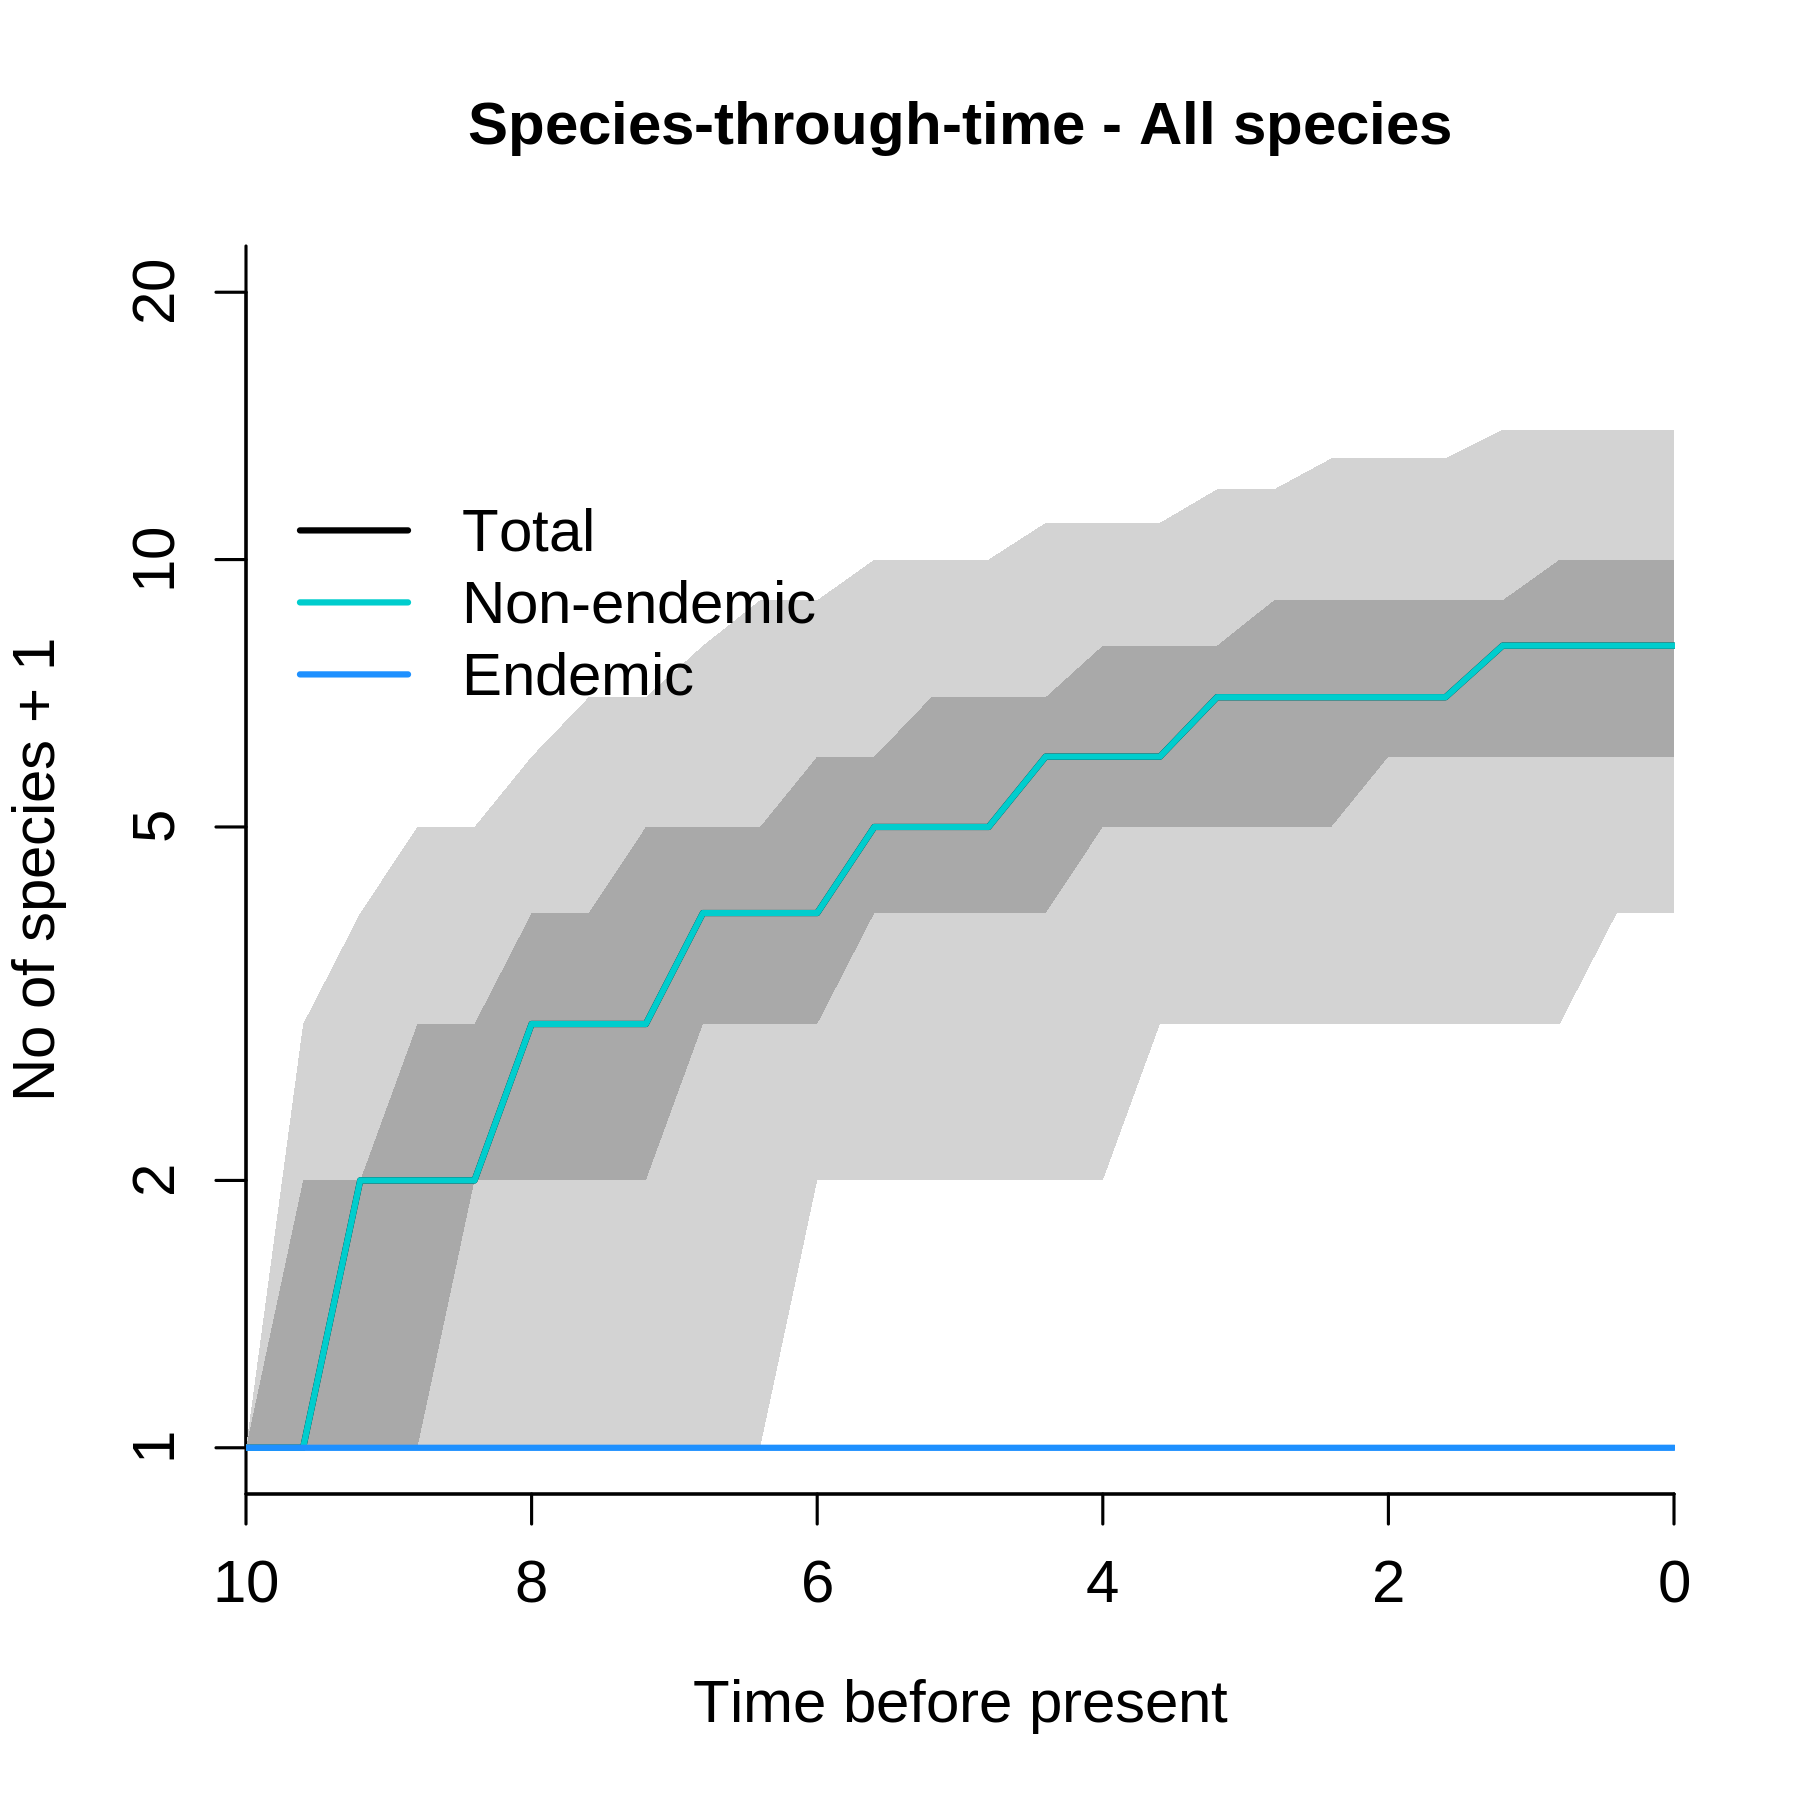 Species-through-time - All species
20
10
5
2
1
No of species + 1
Total
Non-endemic
Endemic
10 8 6 4 2 0
Time before present